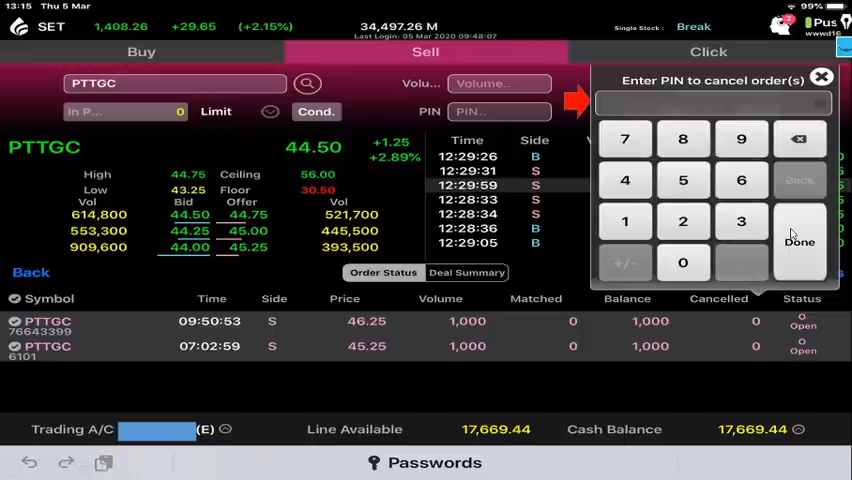 13:15 Thu 5 Mar 99%
SET 1,408.26 +29.65 (+2.15%) 34,497.26 M Single Stock : Break 2 Pus
Last Login: 05 Mar 2020 09:48:07 wwwd16
Buy Sell Click
PTTGC Volu... Volume..
In P... 0 Limit Cond. PIN PIN..
Enter PIN to cancel order(s)
7 8 9
4 5 6 Back
1 2 3
+/- 0 . Done
PTTGC 44.50 +1.25
+2.89%
High 44.75 Ceiling 56.00
Low 43.25 Floor 30.50
Vol Bid Offer Vol
614,800 44.50 44.75 521,700
553,300 44.25 45.00 445,500
909,600 44.00 45.25 393,500
Time Side
12:29:26 B
12:29:31 S
12:29:59 S
12:28:33 S
12:28:34 S
12:28:36 B
12:29:05 B
Back Order Status Deal Summary
Symbol Time Side Price Volume Matched Balance Cancelled Status
PTTGC 09:50:53 S 46.25 1,000 0 1,000 0 O
76643399 Open
PTTGC 07:02:59 S 45.25 1,000 0 1,000 0 O
6101 Open
Trading A/C (E) Line Available 17,669.44 Cash Balance 17,669.44
Passwords